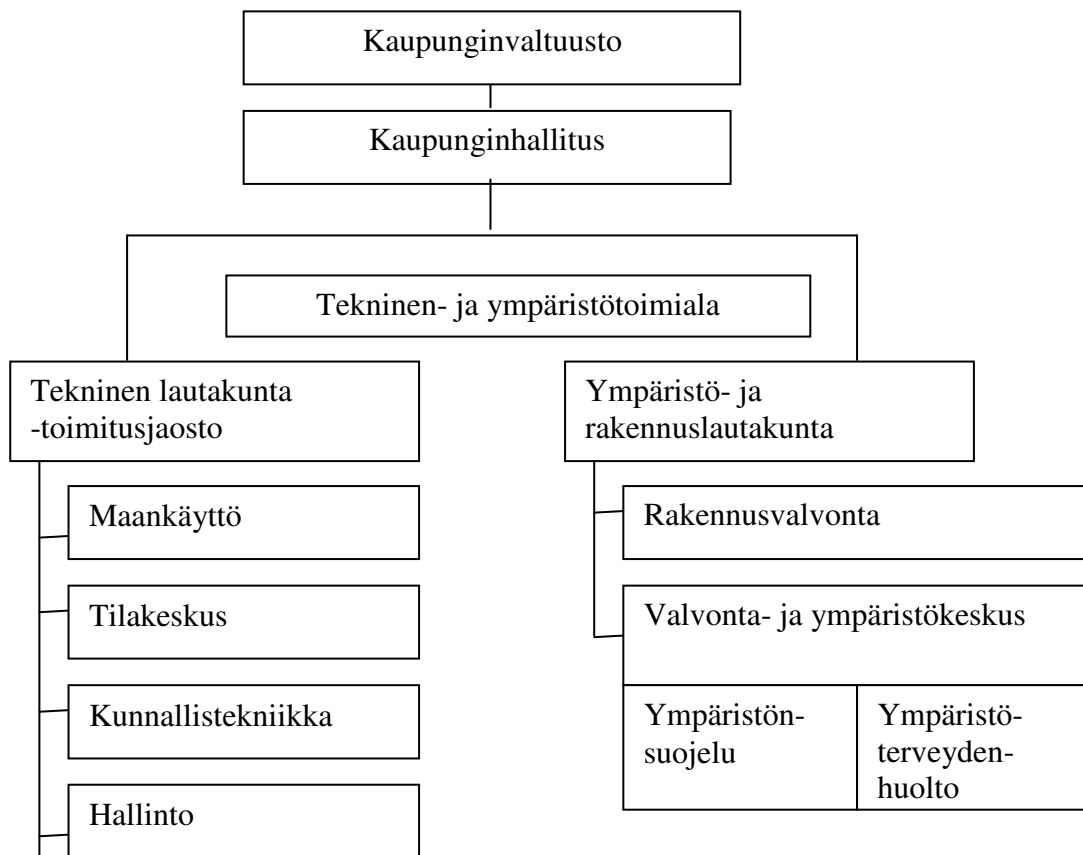 Kaupunginvaltuusto
Kaupunginhallitus
Tekninen- ja ympäristötoimiala
Tekninen lautakunta
-toimitusjaosto
Maankäyttö
Tilakeskus
Kunnallistekniikka
Hallinto
Ympäristö- ja
rakennuslautakunta
Rakennusvalvonta
Valvonta- ja ympäristökeskus
Ympäristön-
suojelu
Ympäristö-
terveyden-
huolto